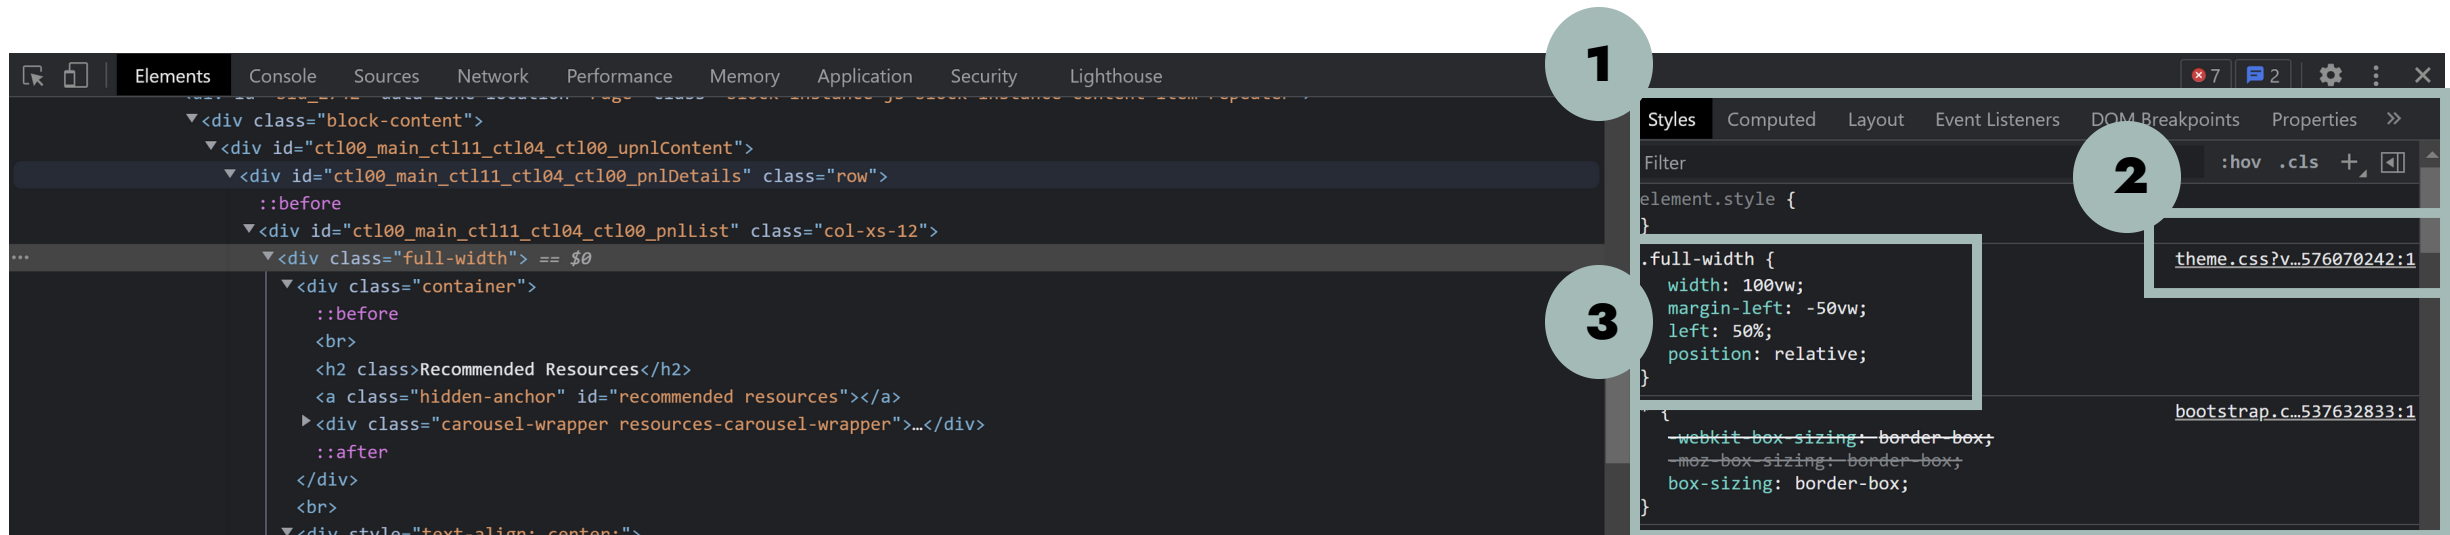 1
Elements Console Sources Network Performance Memory Application Security Lighthouse 7 2
<div class="block-content">
<div id="ctl00_main_ctl11_ctl04_ctl00_upnlContent">
<div id="ctl00_main_ctl11_ctl04_ctl00_pnlDetails" class="row">
::before
<div id="ctl00_main_ctl11_ctl04_ctl00_pnlList" class="col-xs-12">
... <div class="full-width"> == $0
<div class="container">
::before
<br>
<h2 class>Recommended Resources</h2>
<a class="hidden-anchor" id="recommended resources"></a>
<div class="carousel-wrapper resources-carousel-wrapper">…</div>
::after
</div>
<br>
<div style="text-align: center;">
Styles Computed Layout Event Listeners DOM Breakpoints Properties »
2
Filter :hov .cls +
element.style {
}
3
.full-width { theme.css?v…576070242:1
width: 100vw;
margin-left: -50vw;
left: 50%;
position: relative;
}
* { bootstrap.c…537632833:1
-webkit-box-sizing: border-box;
-moz-box-sizing: border-box;
box-sizing: border-box;
}